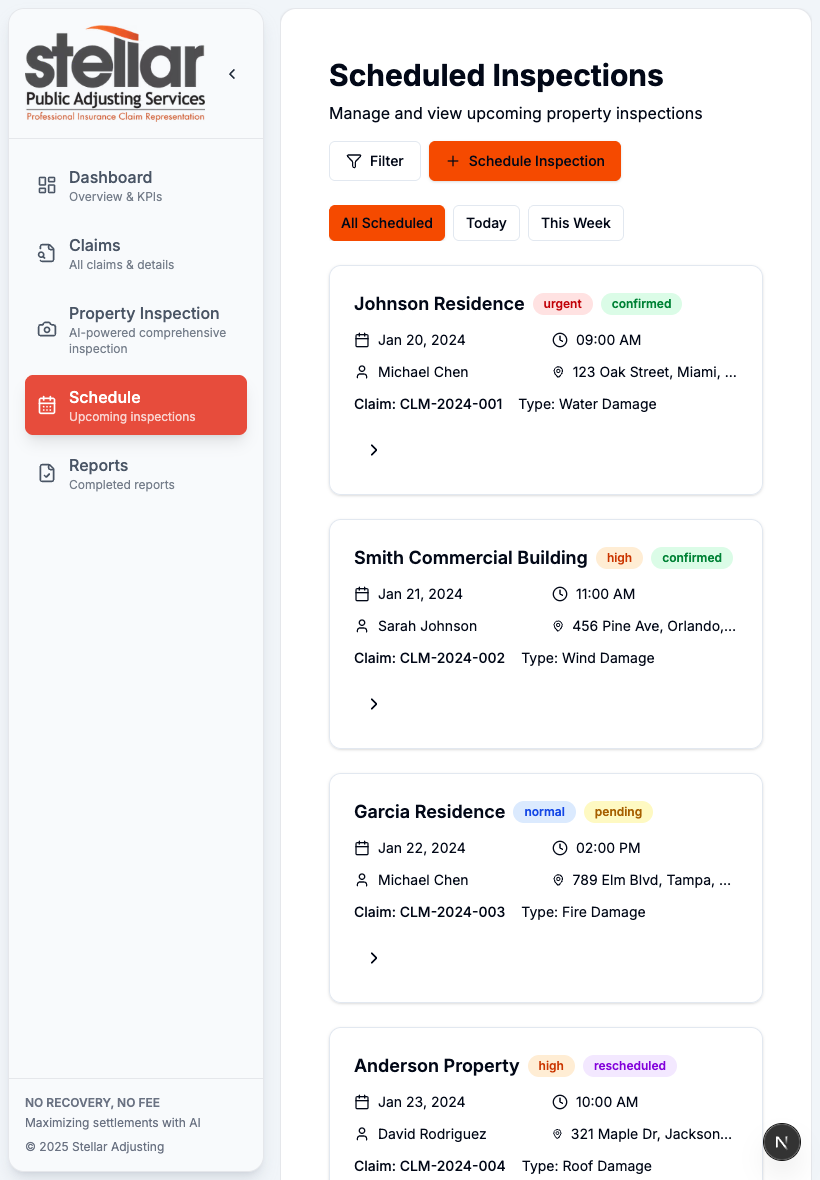 stellar
Public Adjusting Services
Professional Insurance Claim Representation
Dashboard
Overview & KPIs
Claims
All claims & details
Property Inspection
AI-powered comprehensive
inspection
Schedule
Upcoming inspections
Reports
Completed reports
NO RECOVERY, NO FEE
Maximizing settlements with AI
© 2025 Stellar Adjusting
Scheduled Inspections
Manage and view upcoming property inspections
Filter
Schedule Inspection
All Scheduled
Today
This Week
Johnson Residence urgent confirmed
Jan 20, 2024 09:00 AM
Michael Chen 123 Oak Street, Miami, ...
Claim: CLM-2024-001 Type: Water Damage
Smith Commercial Building high confirmed
Jan 21, 2024 11:00 AM
Sarah Johnson 456 Pine Ave, Orlando,...
Claim: CLM-2024-002 Type: Wind Damage
Garcia Residence normal pending
Jan 22, 2024 02:00 PM
Michael Chen 789 Elm Blvd, Tampa, ...
Claim: CLM-2024-003 Type: Fire Damage
Anderson Property high rescheduled
Jan 23, 2024 10:00 AM
David Rodriguez 321 Maple Dr, Jackson...
Claim: CLM-2024-004 Type: Roof Damage
N